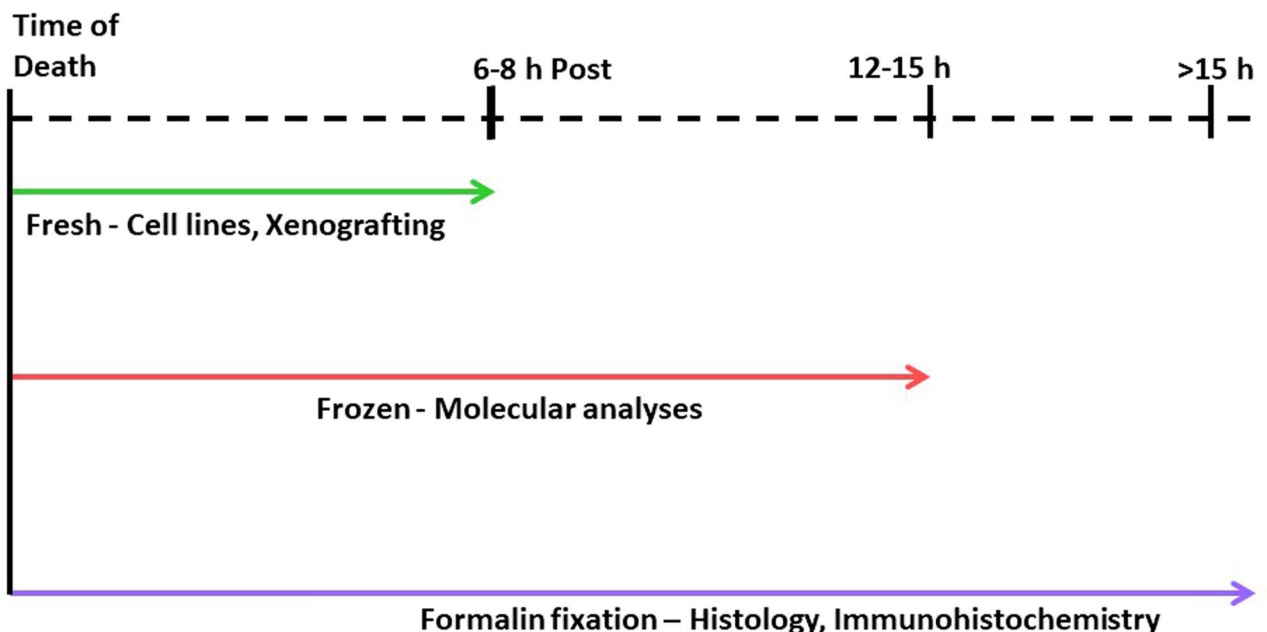 Time of
Death
6-8 h Post
12-15 h
>15 h
Fresh - Cell lines, Xenografting
Frozen - Molecular analyses
Formalin fixation – Histology, Immunohistochemistry